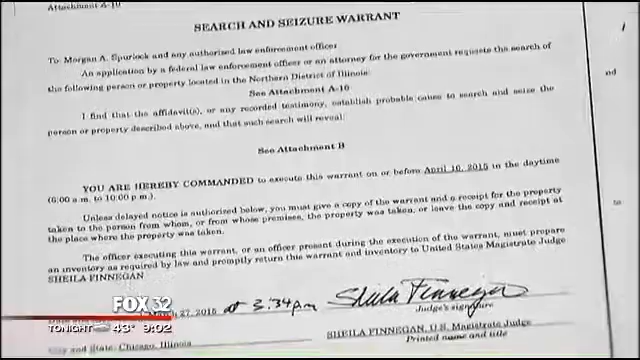 Attachment A-10
SEARCH AND SEIZURE WARRANT
To: Morgan A. Spurlock and any authorized law enforcement officer
An application by a federal law enforcement officer or an attorney for the government requests the search of
the following person or property located in the Northern District of Illinois:
See Attachment A-10
I find that the affidavit(s), or any recorded testimony, establish probable cause to search and seize the
person or property described above, and that such search will reveal:
See Attachment B
YOU ARE HEREBY COMMANDED to execute this warrant on or before April 10, 2015 in the daytime
(6:00 a.m. to 10:00 p.m.).
Unless delayed notice is authorized below, you must give a copy of the warrant and a receipt for the property
taken to the person from whom, or from whose premises, the property was taken, or leave the copy and receipt at
the place where the property was taken.
The officer executing this warrant, or an officer present during the execution of the warrant, must prepare
an inventory as required by law and promptly return this warrant and inventory to United States Magistrate Judge
SHEILA FINNEGAN
March 27, 2015 at 3:34pm Sheila Finnegan
Judge's signature
City and State: Chicago, Illinois
SHEILA FINNEGAN, U.S. Magistrate Judge
Printed name and title
FOX 32
TONIGHT 43° 9:02